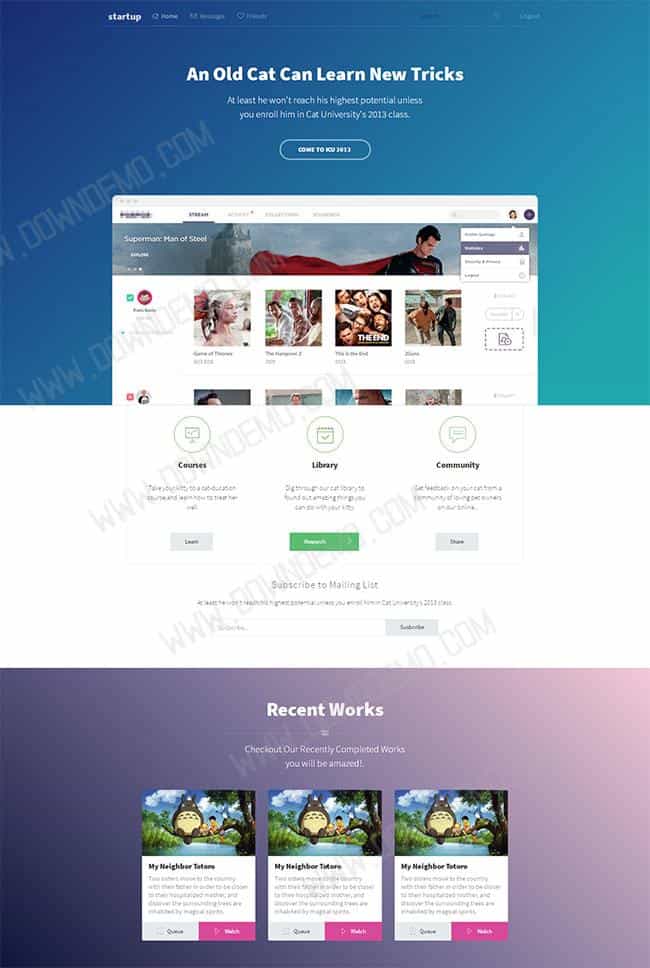 startup Home Messages Friends Logout
An Old Cat Can Learn New Tricks
At least he won't reach his highest potential unless
you enroll him in Cat University's 2013 class.
COME TO ICU 2013
STREAM ACTIVITY COLLECTIONS
Superman: Man of Steel
EXPLORE
Profile Settings
Statistics
Security & Privacy
Logout
Game of Thrones
The Hangover 2
This is the End
2Guns
THE END
Courses
Library
Community
Take your kitty to a cat-education
course and learn how to treat her
well.
Dig through our cat library to
found out amazing things you
can do with your kitty
Get feedback on your cat from a
community of loving pet owners
on our online...
Learn
Research
Share
Subscribe to Mailing List
At least he won't reach his highest potential unless you enroll him in Cat University's 2013 class.
Subscribe...
Susbribe
Recent Works
Checkout Our Recently Completed Works
you will be amazed!.
My Neighbor Totoro
Two sisters move to the country
with their father in order to be closer
to their hospitalized mother, and
discover the surrounding trees are
inhabited by magical spirits.
Queue Watch
My Neighbor Totoro
Two sisters move to the country
with their father in order to be closer
to their hospitalized mother, and
discover the surrounding trees are
inhabited by magical spirits.
Queue Watch
My Neighbor Totoro
Two sisters move to the country
with their father in order to be closer
to their hospitalized mother, and
discover the surrounding trees are
inhabited by magical spirits.
Queue Watch
WWW.DOWNDEMO.COM
WWW.DOWNDEMO.COM
WWW.DOWNDEMO.COM